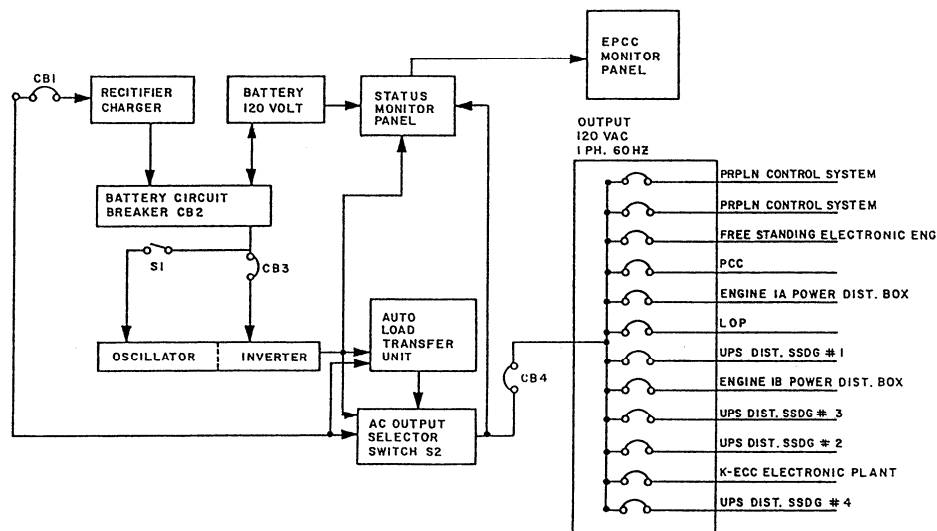 EPCC
MONITOR
PANEL
CB1
RECTIFIER
CHARGER
BATTERY
120 VOLT
STATUS
MONITOR
PANEL
OUTPUT
120 VAC
1 PH. 60HZ
BATTERY CIRCUIT
BREAKER CB2
S1
CB3
OSCILLATOR
INVERTER
AUTO
LOAD
TRANSFER
UNIT
CB4
AC OUTPUT
SELECTOR
SWITCH S2
PRPLN CONTROL SYSTEM
PRPLN CONTROL SYSTEM
FREE STANDING ELECTRONIC ENG
PCC
ENGINE 1A POWER DIST. BOX
LOP
UPS DIST. SSDG #1
ENGINE 1B POWER DIST. BOX
UPS DIST. SSDG # 3
UPS DIST. SSDG # 2
K-ECC ELECTRONIC PLANT
UPS DIST. SSDG #4